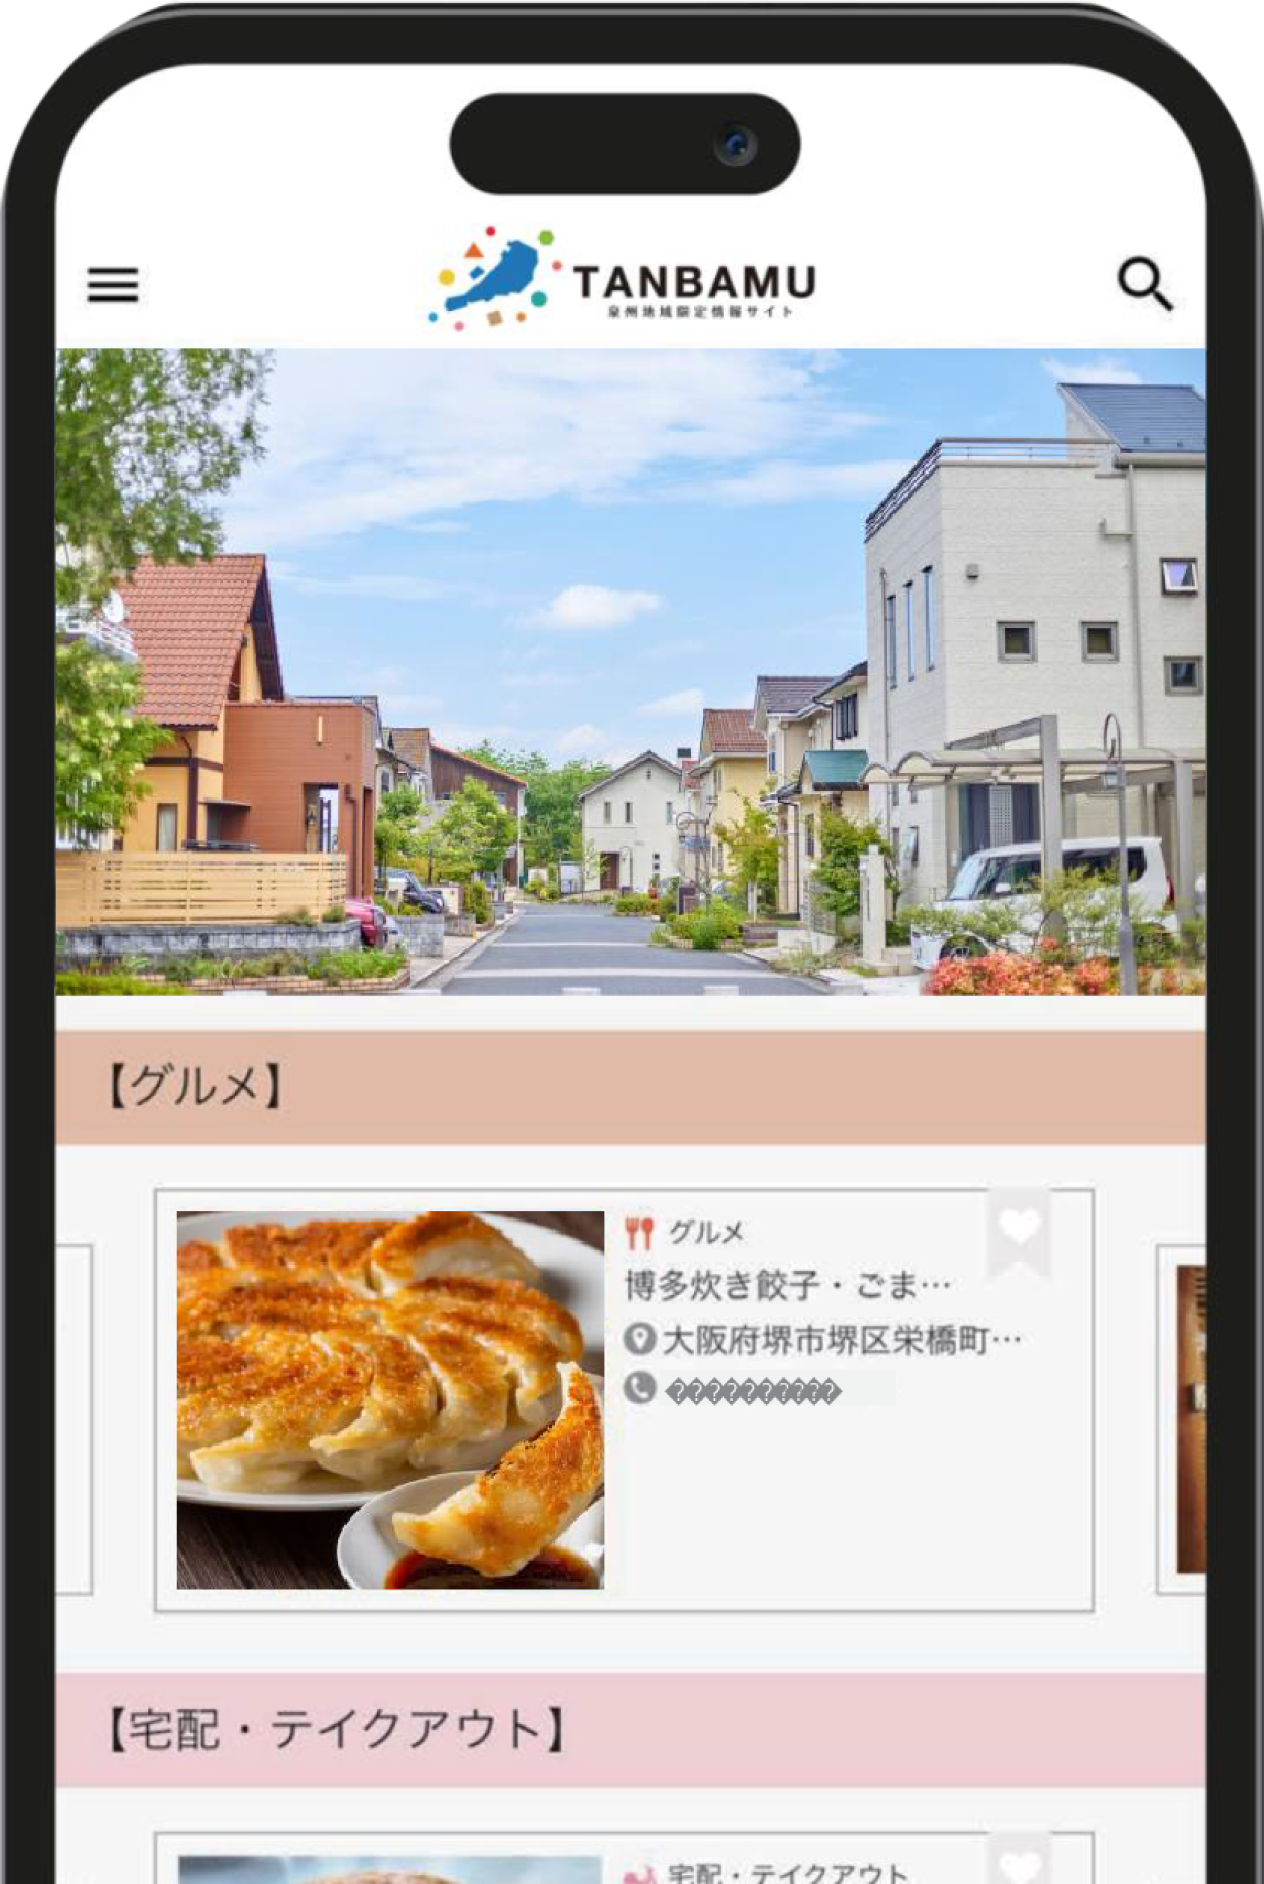 TANBAMU
泉州地域限定情報サイト
【グルメ】
グルメ
博多炊き餃子・ごま…
大阪府堺市堺区栄橋町…
�����������
【宅配・テイクアウト】
宅配・テイクアウト